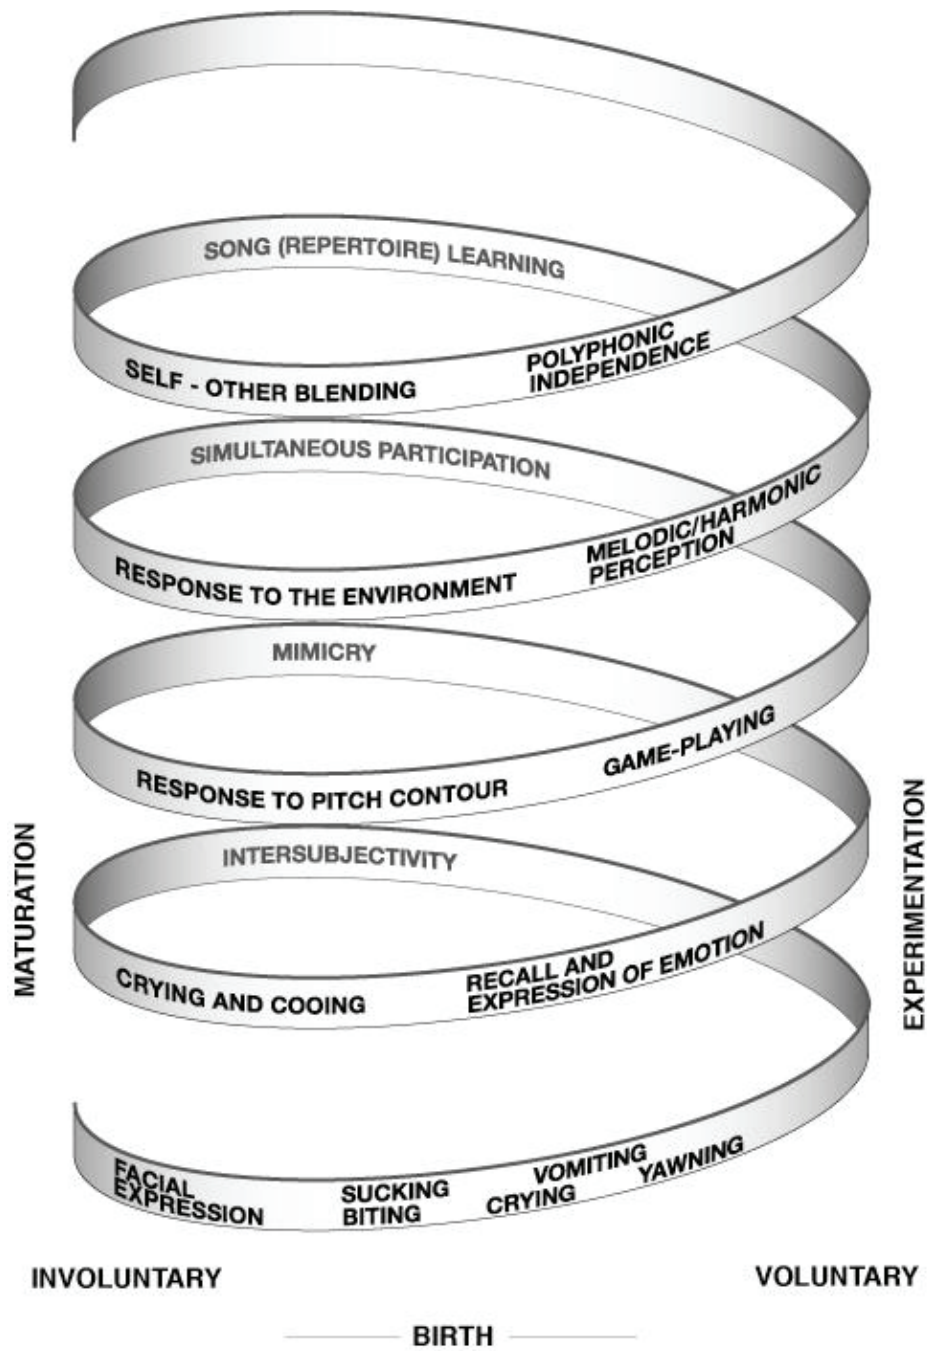 SONG (REPERTOIRE) LEARNING
POLYPHONIC
INDEPENDENCE
SELF - OTHER BLENDING
SIMULTANEOUS PARTICIPATION
MELODIC/HARMONIC
PERCEPTION
RESPONSE TO THE ENVIRONMENT
MIMICRY
GAME-PLAYING
RESPONSE TO PITCH CONTOUR
INTERSUBJECTIVITY
MATURATION
EXPERIMENTATION
CRYING AND COOING
RECALL AND
EXPRESSION OF EMOTION
FACIAL
EXPRESSION
SUCKING
BITING
VOMITING
CRYING
YAWNING
INVOLUNTARY
VOLUNTARY
BIRTH